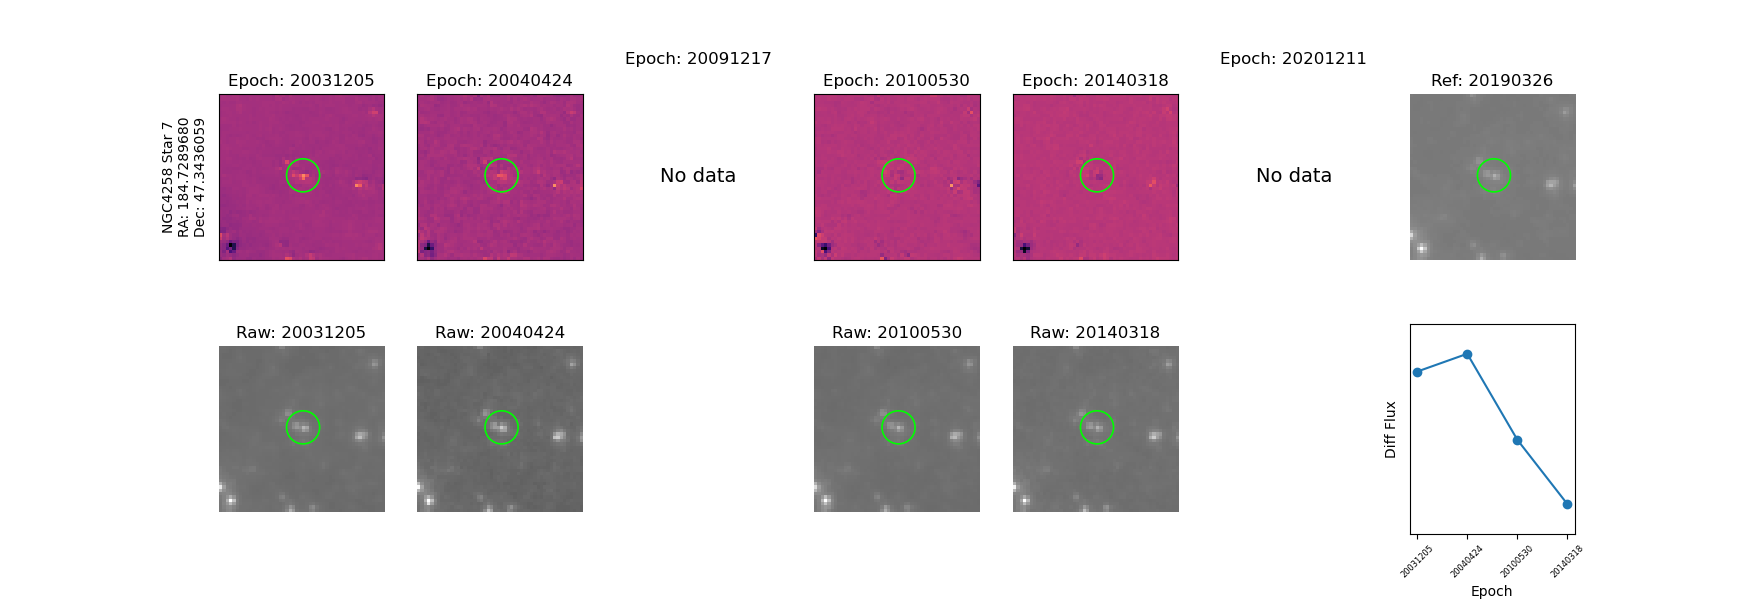 Epoch: 20091217
Epoch: 20201211
Epoch: 20031205
Epoch: 20040424
Epoch: 20100530
Epoch: 20140318
Ref: 20190326
NGC4258 Star 7
RA: 184.7289680
Dec: 47.3436059
No data
No data
Raw: 20031205
Raw: 20040424
Raw: 20100530
Raw: 20140318
Diff Flux
20031205
20040424
20100530
20140318
Epoch